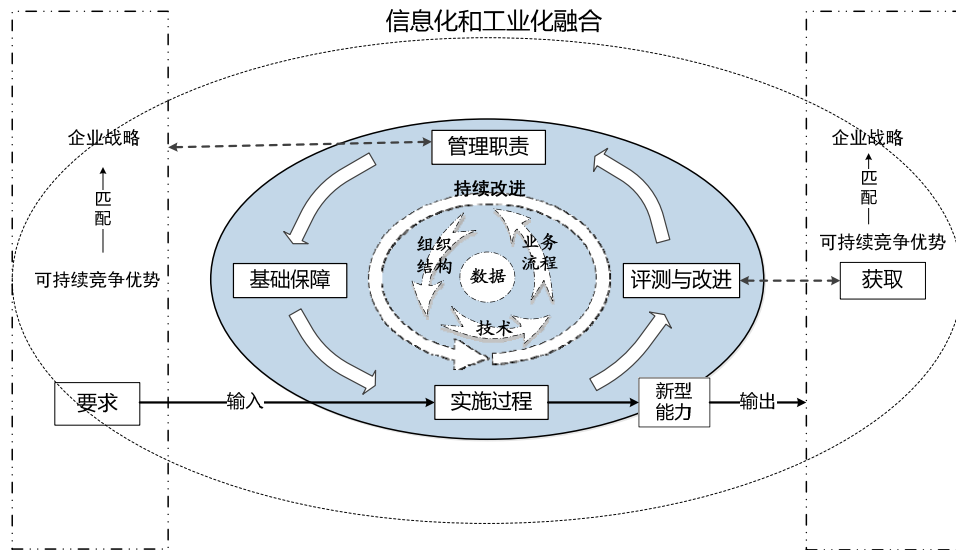 信息化和工业化融合
企业战略
匹
配
可持续竞争优势
要求
输入
管理职责
基础保障
持续改进
组织
结构
业务
流程
数据
技术
实施过程
评测与改进
新型
能力
输出
企业战略
匹
配
可持续竞争优势
获取